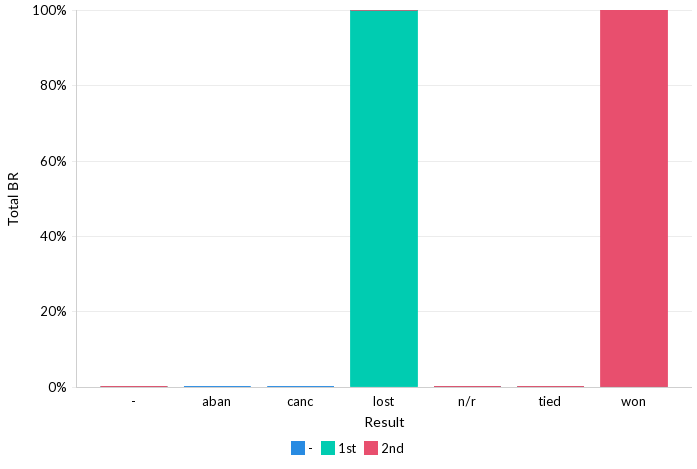 100%
80%
60%
40%
20%
0%
Total BR
- aban canc lost n/r tied won
Result
- 1st 2nd